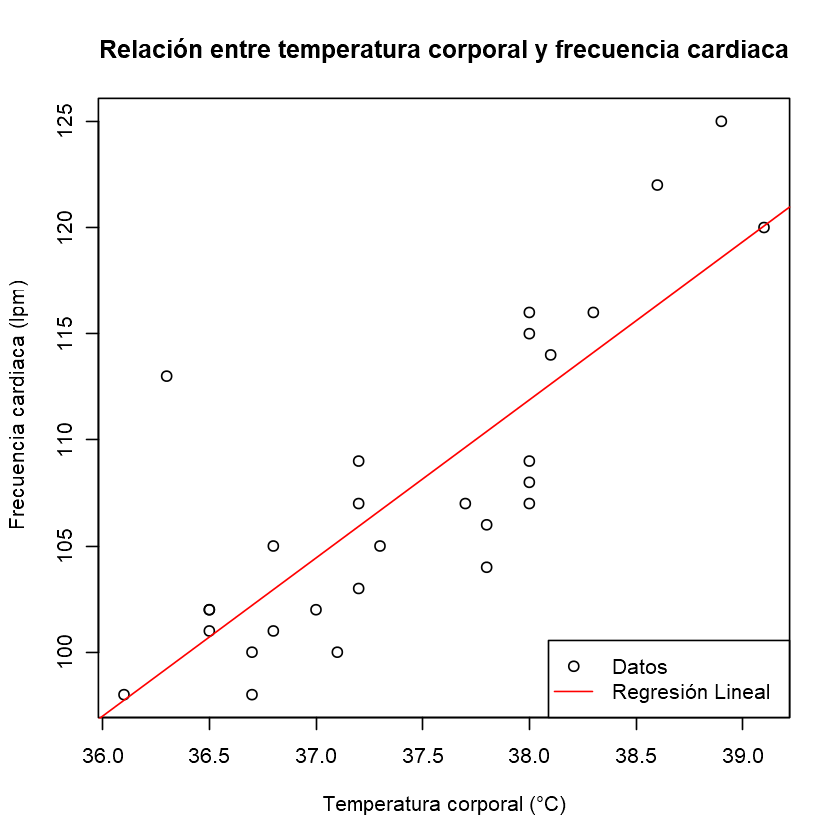 Relación entre temperatura corporal y frecuencia cardiaca
Frecuencia cardiaca (lpm)
125
120
115
110
105
100
36.0 36.5 37.0 37.5 38.0 38.5 39.0
Temperatura corporal (°C)
Datos
Regresión Lineal